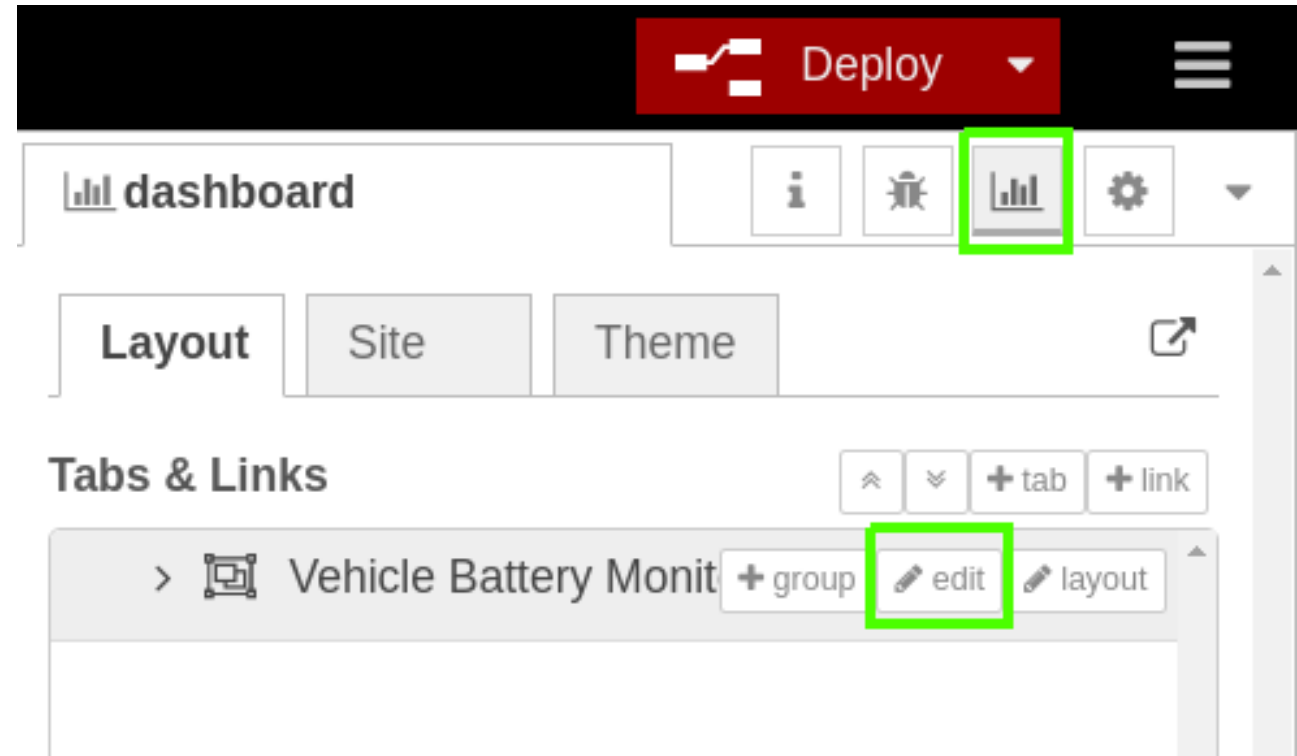 Deploy
dashboard
i
Layout Site Theme
Tabs & Links + tab + link
Vehicle Battery Monit + group edit layout